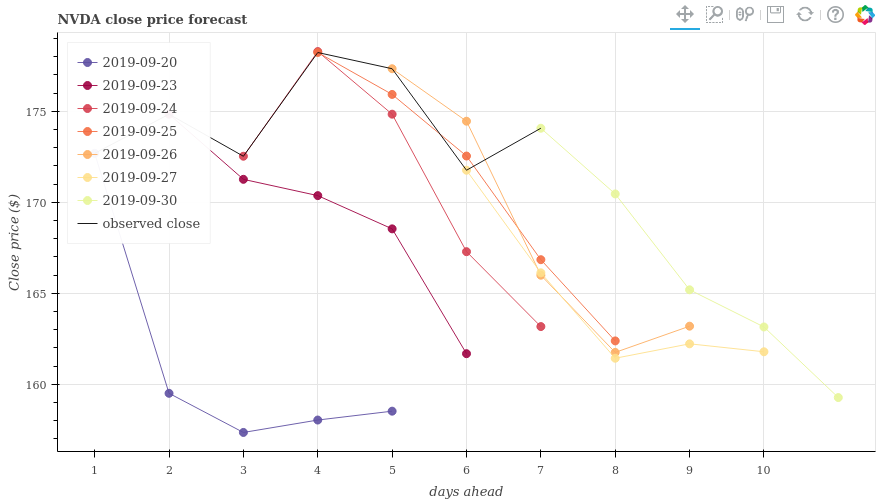 NVDA close price forecast
2019-09-20
2019-09-23
2019-09-24
2019-09-25
2019-09-26
2019-09-27
2019-09-30
observed close
175
170
165
160
Close price ($)
1 2 3 4 5 6 7 8 9 10
days ahead